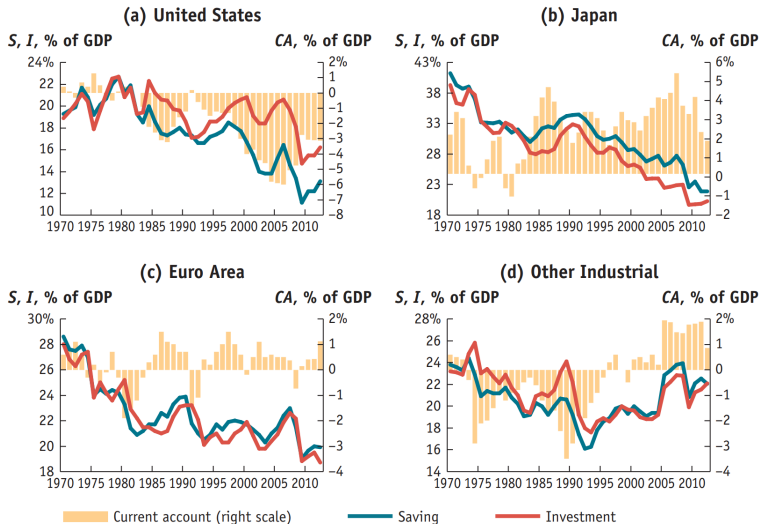 (a) United States
S, I, % of GDP CA, % of GDP
24% 2%
22 1
20 0
18 −1
16 −2
14 −3
12 −4
10 −5
−6
−7
−8
1970 1975 1980 1985 1990 1995 2000 2005 2010
(b) Japan
S, I, % of GDP CA, % of GDP
43% 6%
38 5
33 4
28 3
23 2
18 1
0
−1
−2
1970 1975 1980 1985 1990 1995 2000 2005 2010
(c) Euro Area
S, I, % of GDP CA, % of GDP
30% 2%
28 1
26 0
24 −1
22 −2
20 −3
18 −4
1970 1975 1980 1985 1990 1995 2000 2005 2010
(d) Other Industrial
S, I, % of GDP CA, % of GDP
28% 2%
26 1
24 0
22 −1
20 −2
18 −3
16 −4
14
1970 1975 1980 1985 1990 1995 2000 2005 2010
Current account (right scale) Saving Investment